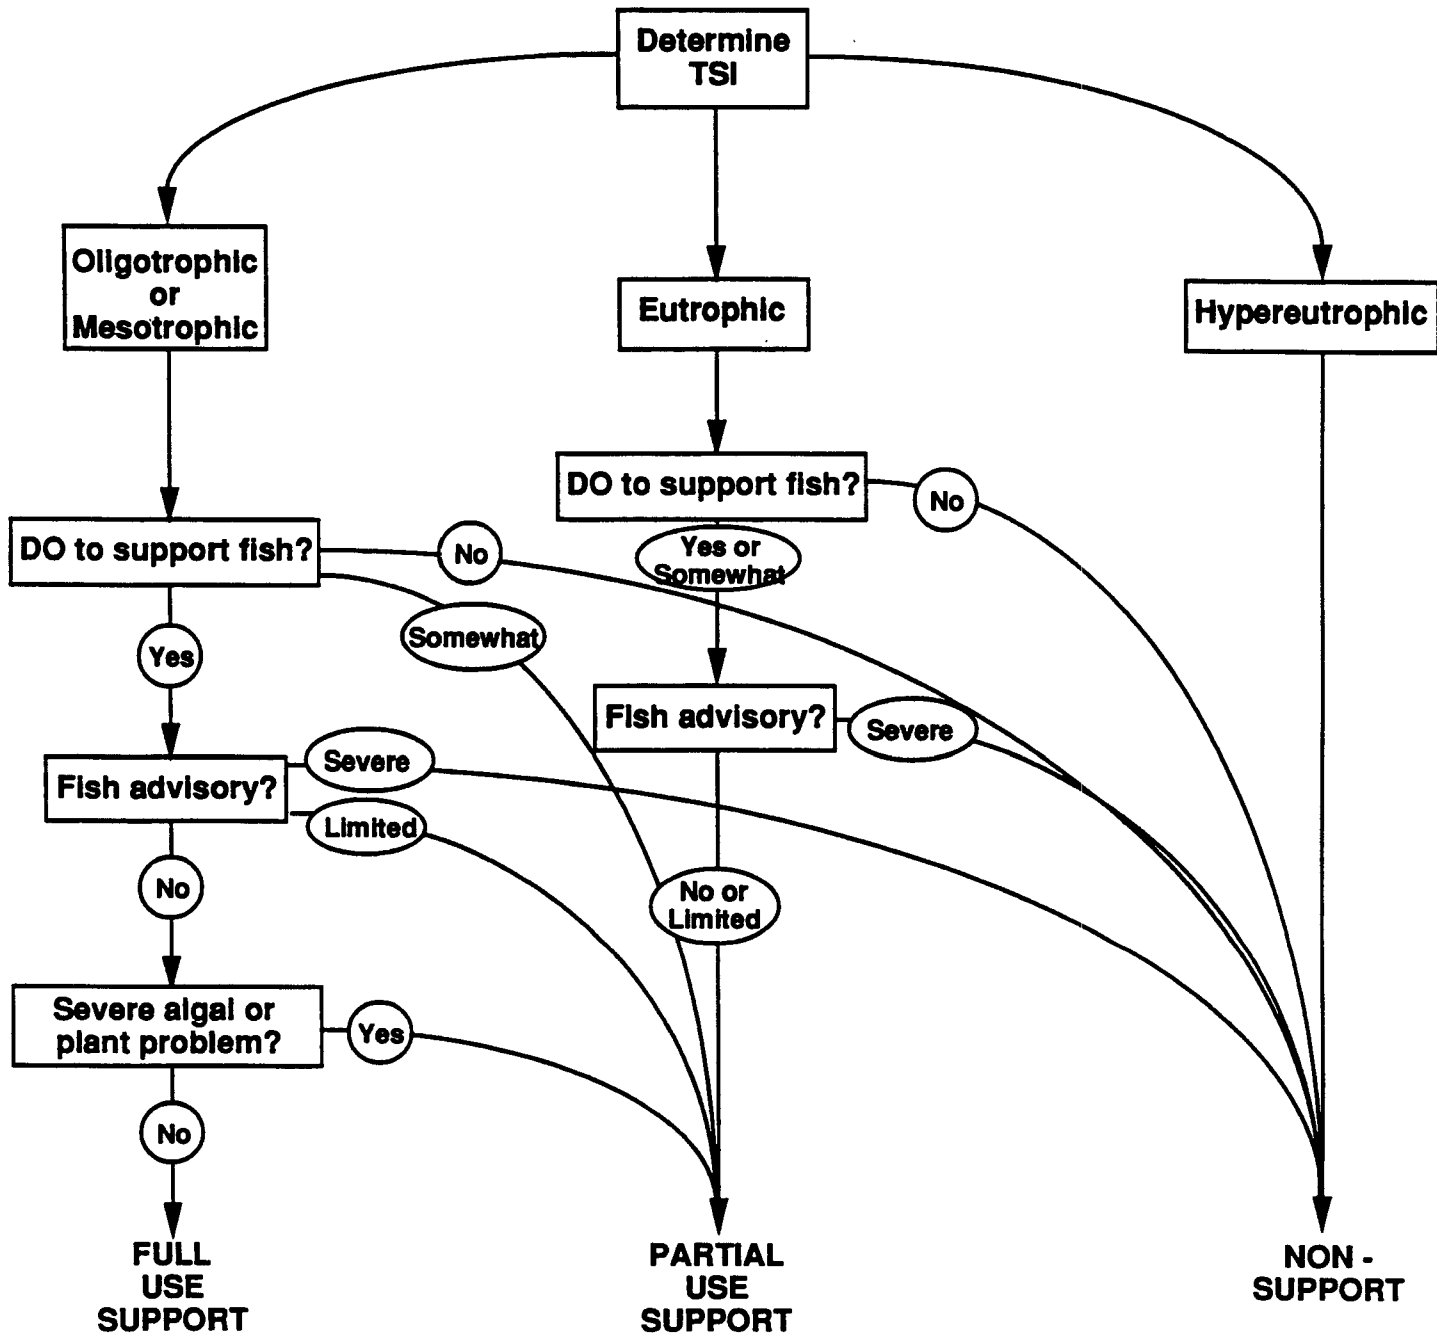 Determine
TSI
Oligotrophic
or
Mesotrophic
Eutrophic
Hypereutrophic
DO to support fish?
No
Yes or
Somewhat
DO to support fish?
No
Somewhat
Yes
Fish advisory?
Severe
Fish advisory?
Severe
Limited
No
No or
Limited
Severe algal or
plant problem?
Yes
No
FULL
USE
SUPPORT
PARTIAL
USE
SUPPORT
NON -
SUPPORT